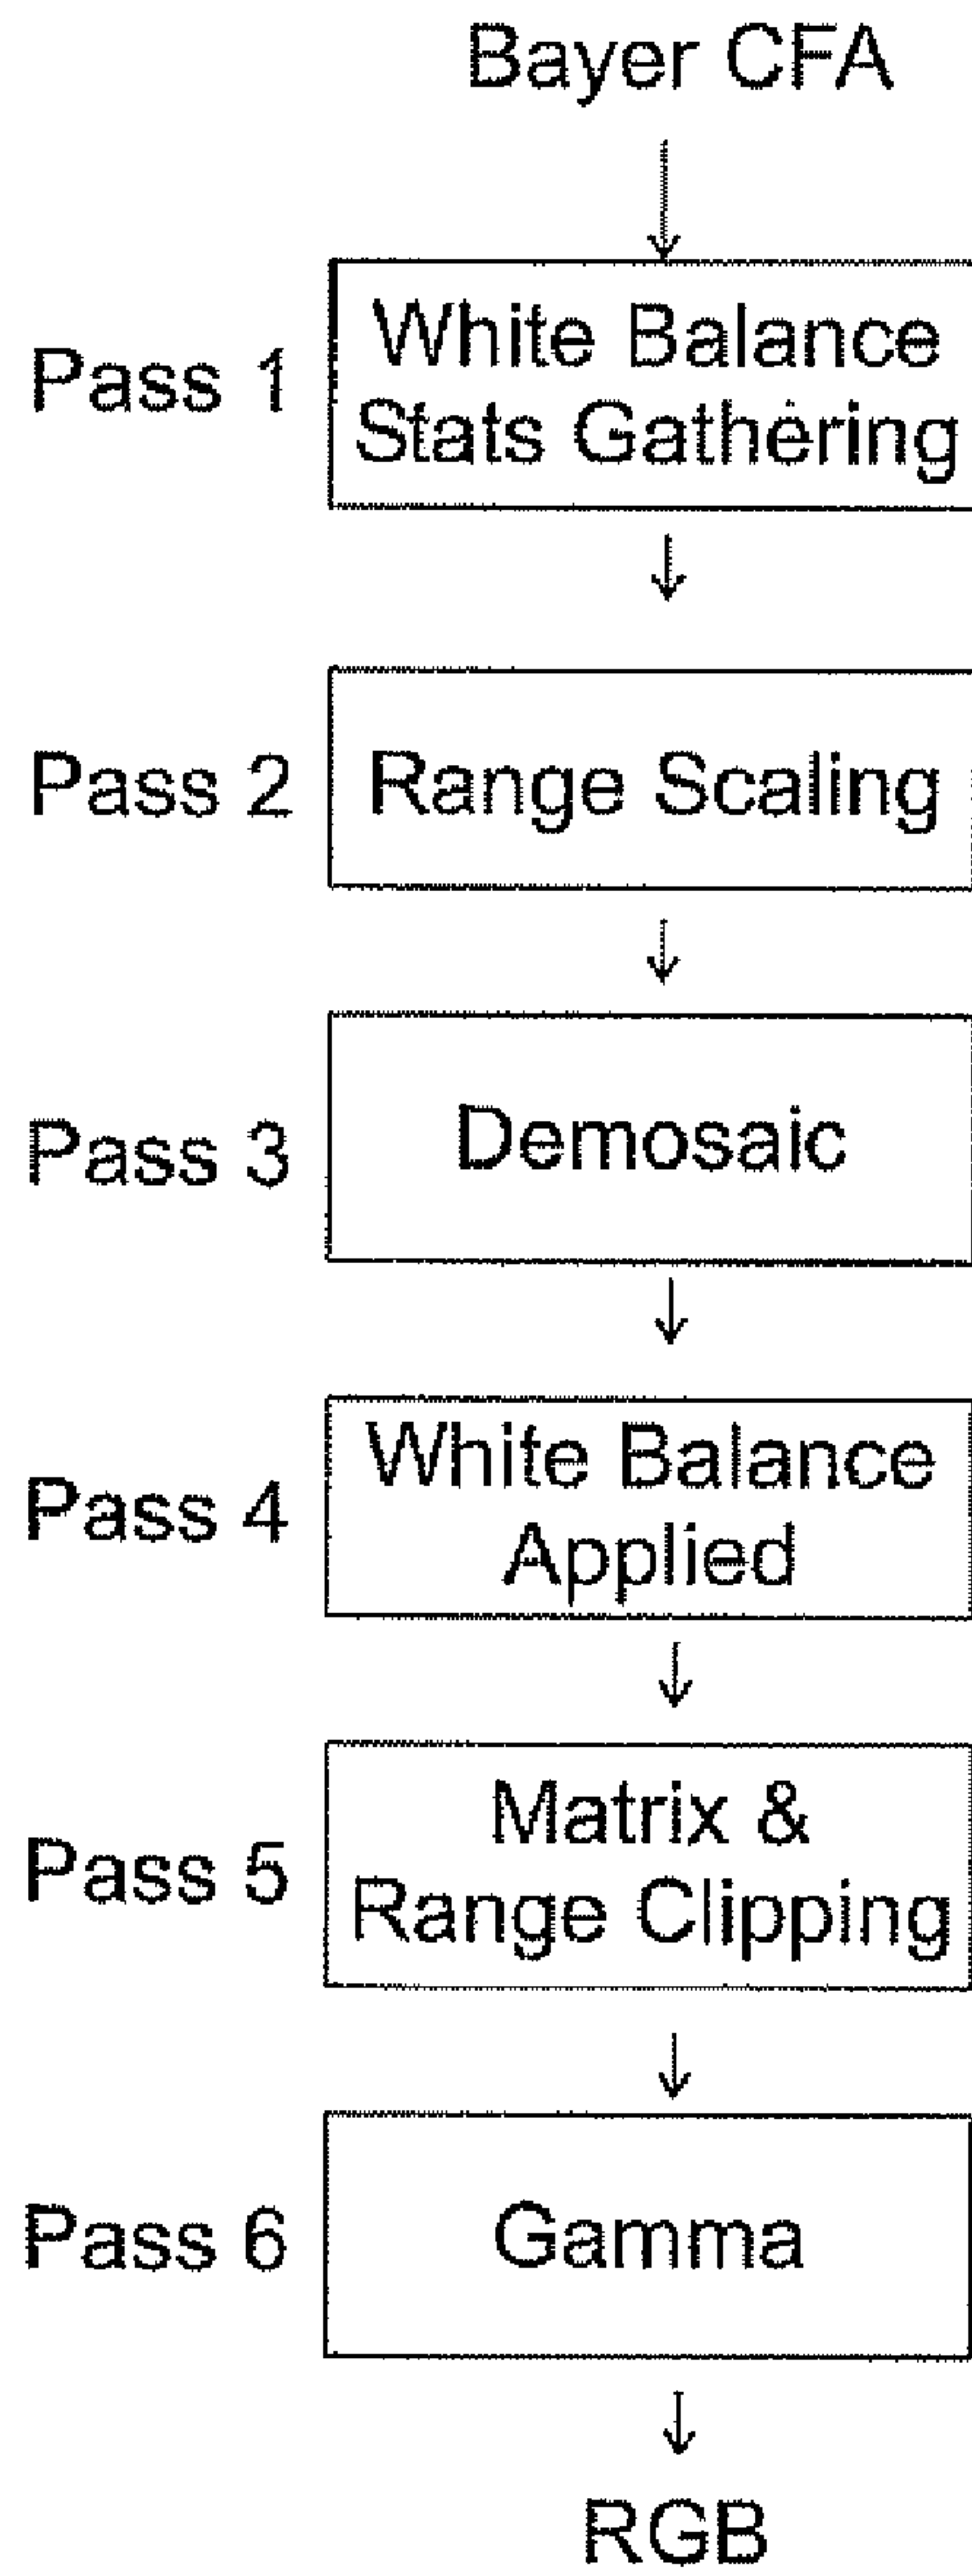 Bayer CFA
Pass 1
White Balance
Stats Gathering
Pass 2
Range Scaling
Pass 3
Demosaic
Pass 4
White Balance
Applied
Pass 5
Matrix &
Range Clipping
Pass 6
Gamma
RGB